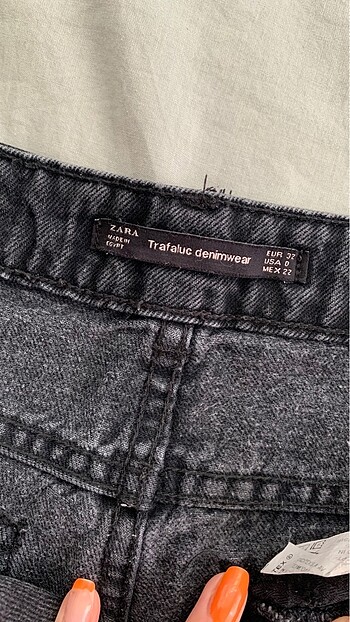 ZARA
MADE IN
EGYPT
Trafaluc denimwear
EUR 32
USA 0
MEX 22